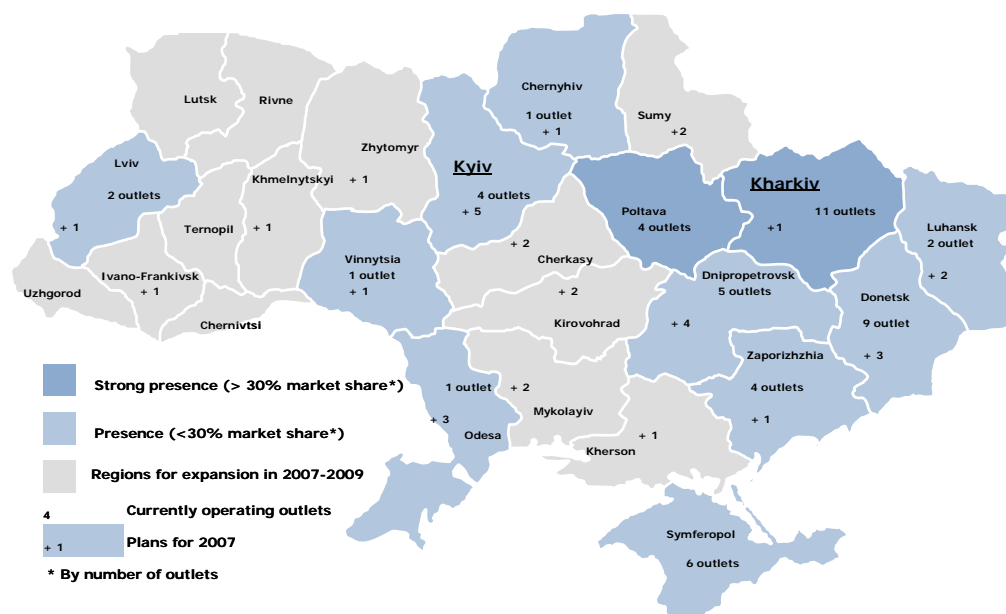 Chernyhiv
1 outlet
+ 1
Sumy
+2
Lutsk
Rivne
Zhytomyr
+ 1
Kyiv
4 outlets
+ 5
Lviv
2 outlets
+ 1
Khmelnytskyi
+ 1
Ternopil
Poltava
4 outlets
Kharkiv
+1
11 outlets
Luhansk
2 outlet
+ 2
Vinnytsia
1 outlet
+ 1
+ 2
Cherkasy
Ivano-Frankivsk
+ 1
Uzhgorod
Chernivtsi
+ 2
Kirovohrad
Dnipropetrovsk
5 outlets
+ 4
Donetsk
9 outlet
+ 3
Zaporizhzhia
4 outlets
+ 1
1 outlet
+ 3
Odesa
+ 2
Mykolayiv
+ 1
Kherson
Symferopol
6 outlets
Strong presence (> 30% market share*)
Presence (<30% market share*)
Regions for expansion in 2007-2009
4 Currently operating outlets
+ 1 Plans for 2007
* By number of outlets